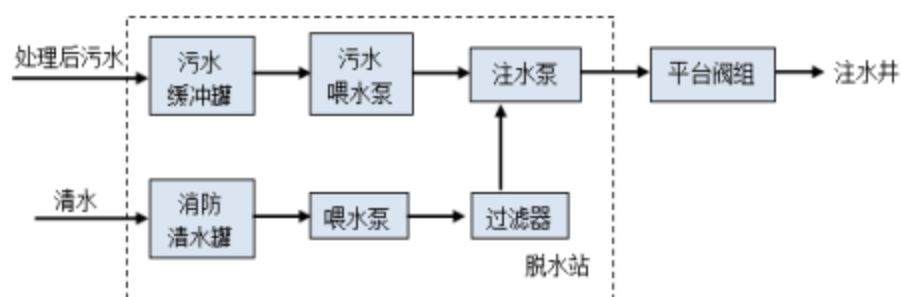 处理后污水
污水
缓冲罐
污水
喂水泵
注水泵
平台阀组
注水井
清水
消防
清水罐
喂水泵
过滤器
脱水站